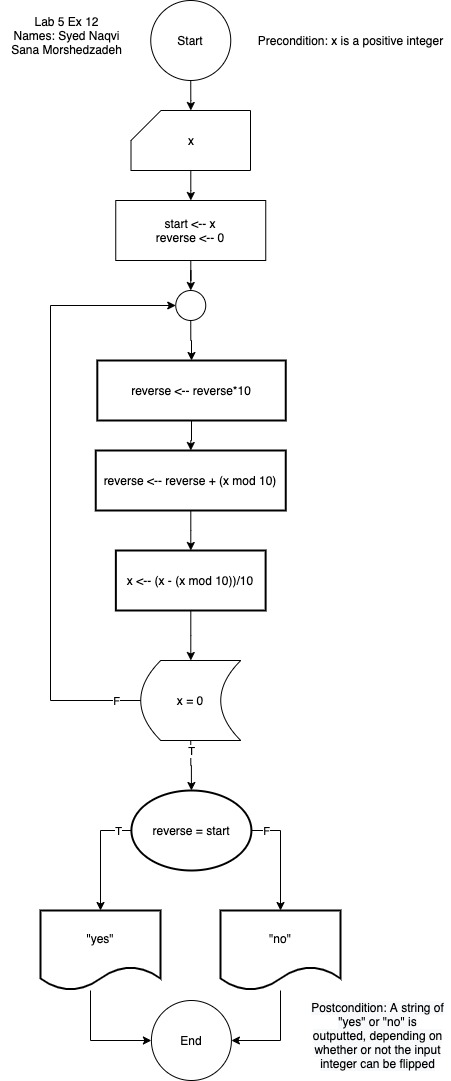 Lab 5 Ex 12
Names: Syed Naqvi
Sana Morshedzadeh
Start
Precondition: x is a positive integer
x
start <-- x
reverse <-- 0
reverse <-- reverse*10
reverse <-- reverse + (x mod 10)
x <-- (x - (x mod 10))/10
F
x = 0
T
T
reverse = start
F
"yes"
"no"
End
Postcondition: A string of
"yes" or "no" is
outputted, depending on
whether or not the input
integer can be flipped